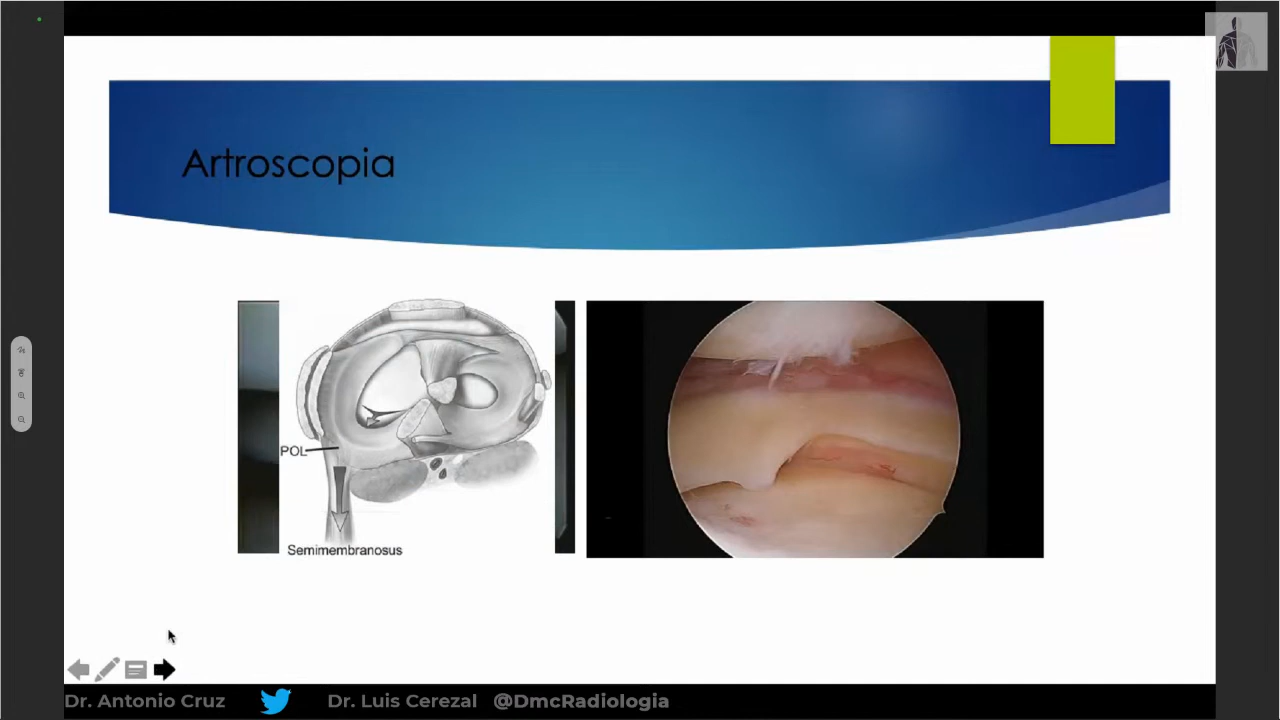 Artroscopia
POL
Semimembranosus
Dr. Antonio Cruz Dr. Luis Cerezal @DmcRadiologia